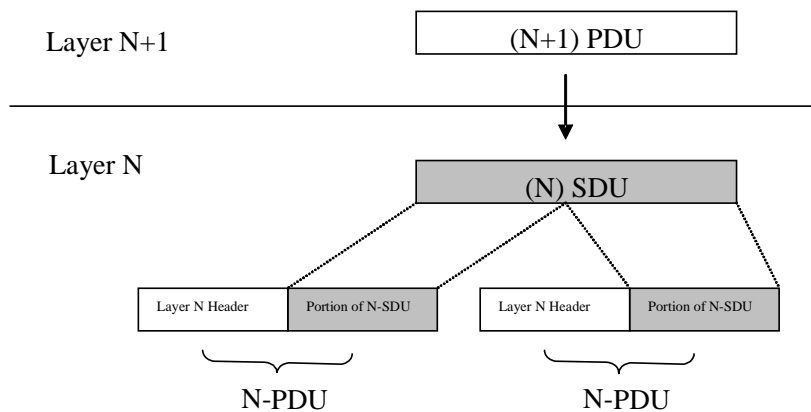 Layer N+1
(N+1) PDU
Layer N
(N) SDU
Layer N Header
Portion of N-SDU
Layer N Header
Portion of N-SDU
N-PDU
N-PDU